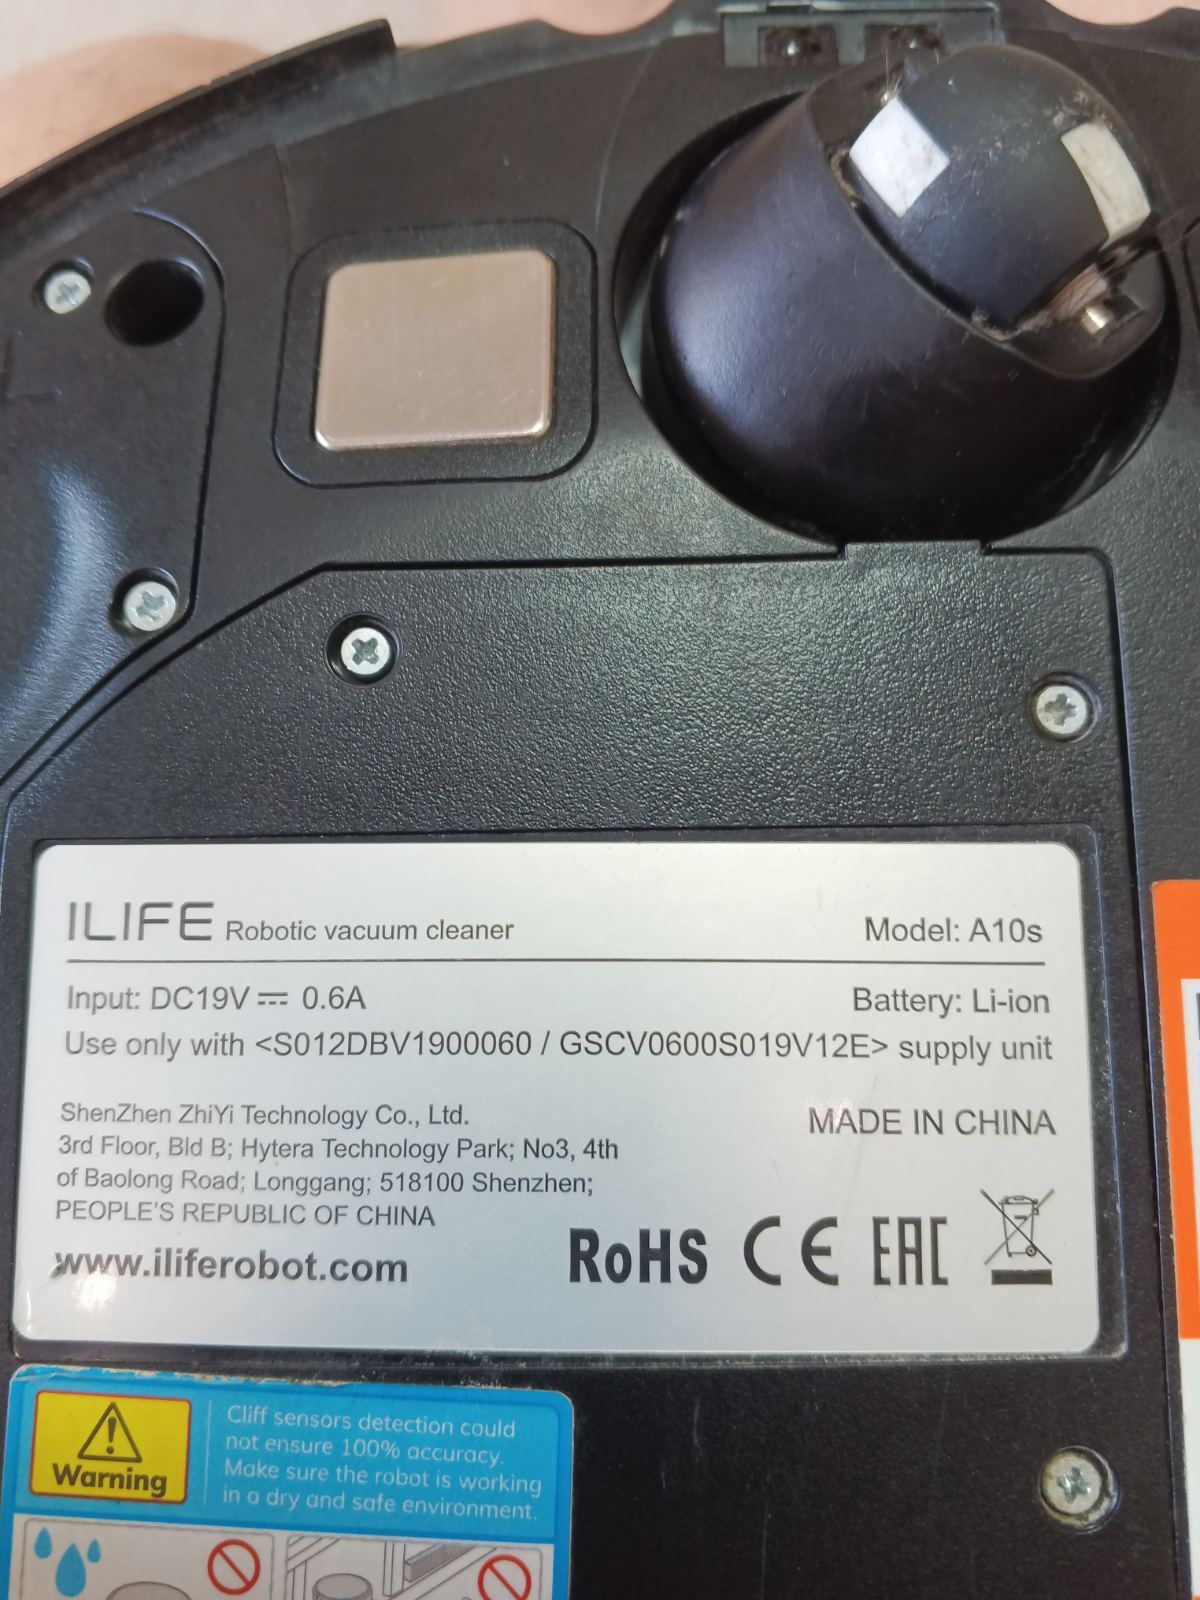 ILIFE Robotic vacuum cleaner Model: A10s
Input: DC19V ⎓ 0.6A Battery: Li-ion
Use only with <S012DBV1900060 / GSCV0600S019V12E> supply unit
ShenZhen ZhiYi Technology Co., Ltd. MADE IN CHINA
3rd Floor, Bld B; Hytera Technology Park; No3, 4th
of Baolong Road; Longgang; 518100 Shenzhen;
PEOPLE'S REPUBLIC OF CHINA
www.iliferobot.com RoHS CE EAC
Warning
Cliff sensors detection could
not ensure 100% accuracy.
Make sure the robot is working
in a dry and safe environment.